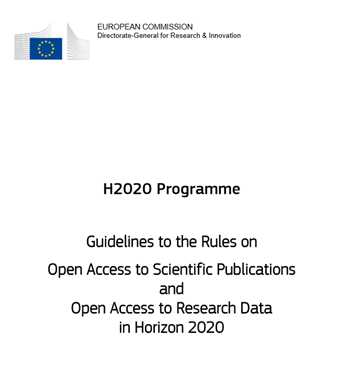 EUROPEAN COMMISSION
Directorate-General for Research & Innovation
H2020 Programme
Guidelines to the Rules on
Open Access to Scientific Publications
and
Open Access to Research Data
in Horizon 2020